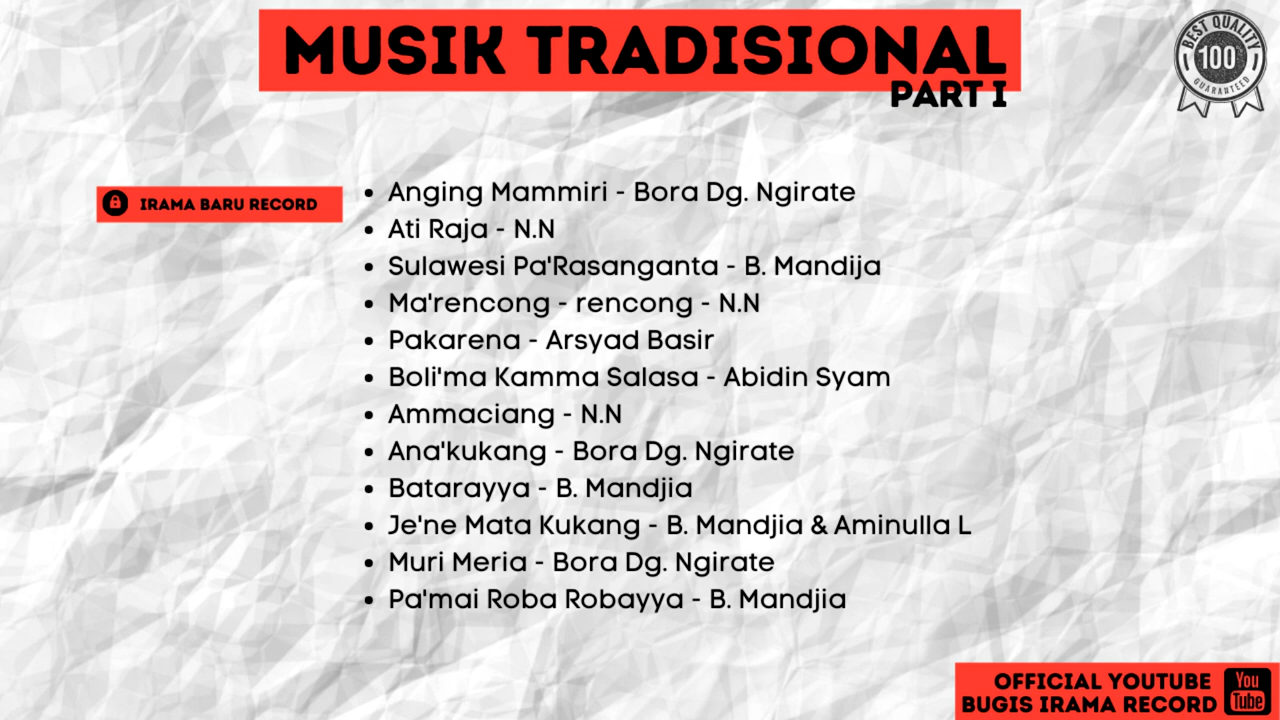 MUSIK TRADISIONAL
PART I
BEST QUALITY
100
GUARANTEED
IRAMA BARU RECORD
• Anging Mammiri - Bora Dg. Ngirate
• Ati Raja - N.N
• Sulawesi Pa'Rasanganta - B. Mandija
• Ma'rencong - rencong - N.N
• Pakarena - Arsyad Basir
• Boli'ma Kamma Salasa - Abidin Syam
• Ammaciang - N.N
• Ana'kukang - Bora Dg. Ngirate
• Batarayya - B. Mandjia
• Je'ne Mata Kukang - B. Mandjia & Aminulla L
• Muri Meria - Bora Dg. Ngirate
• Pa'mai Roba Robayya - B. Mandjia
OFFICIAL YOUTUBE
BUGIS IRAMA RECORD
You
Tube